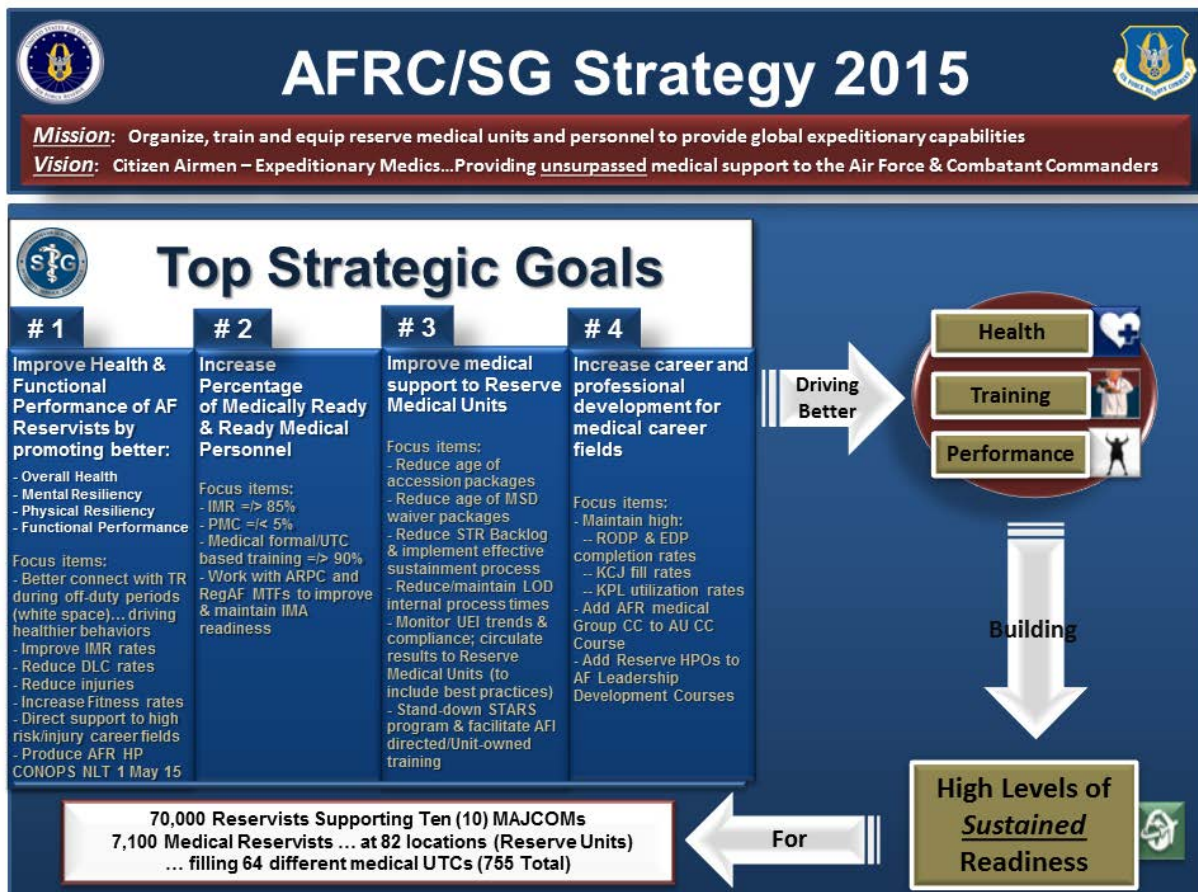 AFRC/SG Strategy 2015
Mission: Organize, train and equip reserve medical units and personnel to provide global expeditionary capabilities
Vision: Citizen Airmen – Expeditionary Medics...Providing unsurpassed medical support to the Air Force & Combatant Commanders
SG
Top Strategic Goals
# 1
Improve Health &
Functional
Performance of AF
Reservists by
promoting better:
- Overall Health
- Mental Resiliency
- Physical Resiliency
- Functional Performance
Focus items:
- Better connect with TR
during off-duty periods
(white space)... driving
healthier behaviors
- Improve IMR rates
- Reduce DLC rates
- Reduce injuries
- Increase Fitness rates
- Direct support to high
risk/injury career fields
- Produce AFR HP
CONOPS NLT 1 May 15
# 2
Increase
Percentage
of Medically Ready
& Ready Medical
Personnel
Focus items:
- IMR =/> 85%
- PMC =/< 5%
- Medical formal/UTC
based training =/> 90%
- Work with ARPC and
RegAF MTFs to improve
& maintain IMA
readiness
# 3
Improve medical
support to Reserve
Medical Units
Focus items:
- Reduce age of
accession packages
- Reduce age of MSD
waiver packages
- Reduce STR Backlog
& implement effective
sustainment process
- Reduce/maintain LOD
internal process times
- Monitor UEI trends &
compliance; circulate
results to Reserve
Medical Units (to
include best practices)
- Stand-down STARS
program & facilitate AFI
directed/Unit-owned
training
# 4
Increase career and
professional
development for
medical career
fields
Focus items:
- Maintain high:
-- RODP & EDP
completion rates
-- KCJ fill rates
-- KPL utilization rates
- Add AFR medical
Group CC to AU CC
Course
- Add Reserve HPOs to
AF Leadership
Development Courses
Driving
Better
Health
Training
Performance
Building
High Levels of
Sustained
Readiness
For
70,000 Reservists Supporting Ten (10) MAJCOMs
7,100 Medical Reservists ... at 82 locations (Reserve Units)
... filling 64 different medical UTCs (755 Total)